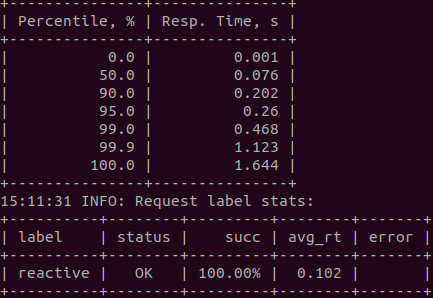 +---------------+---------------+
| Percentile, % | Resp. Time, s |
+---------------+---------------+
|           0.0 |         0.001 |
|          50.0 |         0.076 |
|          90.0 |         0.202 |
|          95.0 |          0.26 |
|          99.0 |         0.468 |
|          99.9 |         1.123 |
|         100.0 |         1.644 |
+---------------+---------------+
15:11:31 INFO: Request label stats:
+----------+--------+---------+--------+-------+
| label    | status |    succ | avg_rt | error |
+----------+--------+---------+--------+-------+
| reactive |   OK   | 100.00% |  0.102 |       |
+----------+--------+---------+--------+-------+